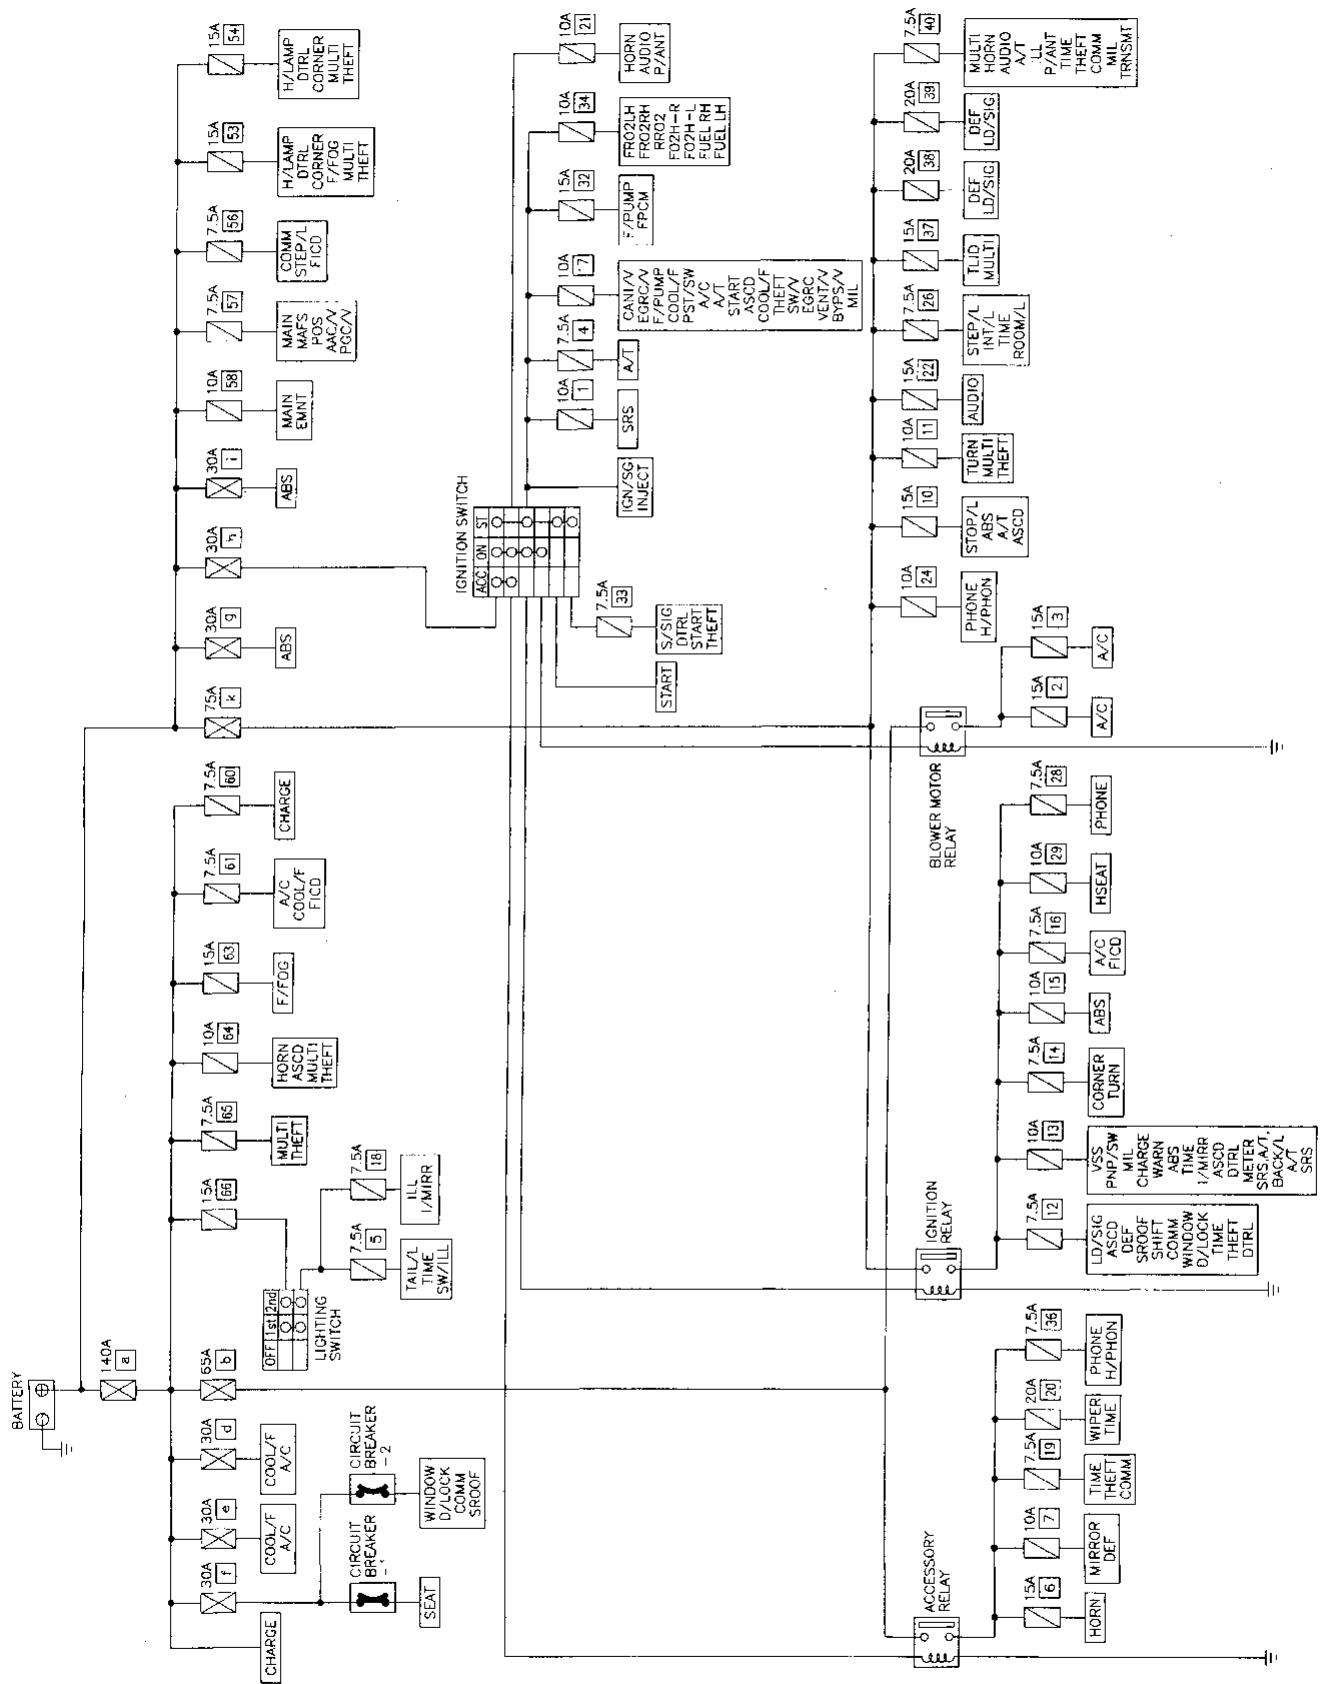 BATTERY
140A
a
CHARGE
30A
f
CIRCUIT
BREAKER
- 1
SEAT
CIRCUIT
BREAKER
- 2
WINDOW
D/LOCK
COMM
SROOF
30A
e
COOL/F
A/C
30A
d
COOL/F
A/C
65A
b
OFF
1st
2nd
LIGHTING
SWITCH
15A
66
7.5A
5
TAIL/L
TIME
SW/ILL
7.5A
18
ILL
I/MIRR
7.5A
65
MULTI
THEFT
10A
64
HORN
ASCD
MULTI
THEFT
15A
63
F/FOG
7.5A
61
A/C
COOL/F
FICD
7.5A
60
CHARGE
75A
k
30A
g
ABS
30A
h
30A
i
ABS
10A
58
MAIN
EMNT
7.5A
57
MAIN
MAFS
POS
AAC/V
PGC/V
7.5A
56
COMM
STEP/L
FICD
15A
53
H/LAMP
DTRL
CORNER
F/FOG
MULTI
THEFT
15A
54
H/LAMP
DTRL
CORNER
MULTI
THEFT
IGNITION SWITCH
ACC
ON
ST
START
7.5A
33
S/SIG
DTRL
START
THEFT
IGN/SG
INJECT
10A
1
SRS
7.5A
4
A/T
10A
17
CANI/V
EGRC/V
F/PUMP
COOL/F
PST/SW
A/C
A/T
START
ASCD
COOL/F
THEFT
SW/V
EGRC
VENT/V
BYPS/V
MIL
15A
32
F/PUMP
FPCM
10A
34
FRO2LH
FRO2RH
RRO2
FO2H-R
FO2H-L
FUEL RH
FUEL LH
10A
21
HORN
AUDIO
P/ANT
ACCESSORY
RELAY
15A
6
HORN
10A
7
MIRROR
DEF
7.5A
19
TIME
THEFT
COMM
20A
20
WIPER
TIME
7.5A
36
PHONE
H/PHON
IGNITION
RELAY
7.5A
12
LD/SIG
ASCD
DEF
SROOF
SHIFT
COMM
WINDOW
D/LOCK
TIME
THEFT
DTRL
10A
13
VSS
PNP/SW
MIL
CHARGE
WARN
ABS
TIME
I/MIRR
ASCD
DTRL
METER
SRS,A/T,
BACK/L
A/T
SRS
7.5A
14
CORNER
TURN
10A
15
ABS
7.5A
16
A/C
FICD
10A
29
HSEAT
7.5A
28
PHONE
BLOWER MOTOR
RELAY
15A
2
A/C
15A
3
A/C
10A
24
PHONE
H/PHON
15A
10
STOP/L
ABS
A/T
ASCD
10A
11
TURN
MULTI
THEFT
15A
22
AUDIO
7.5A
26
STEP/L
INT/L
TIME
ROOM/L
15A
37
TLID
MULTI
20A
38
DEF
LD/SIG
20A
39
DEF
LD/SIG
7.5A
40
MULTI
HORN
AUDIO
A/T
ILL
P/ANT
TIME
THEFT
COMM
MIL
TRNSMT